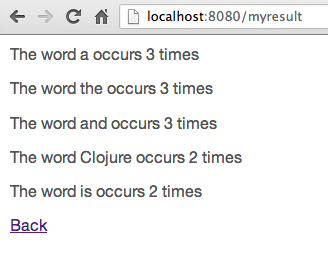 localhost:8080/myresult
The word a occurs 3 times
The word the occurs 3 times
The word and occurs 3 times
The word Clojure occurs 2 times
The word is occurs 2 times
Back